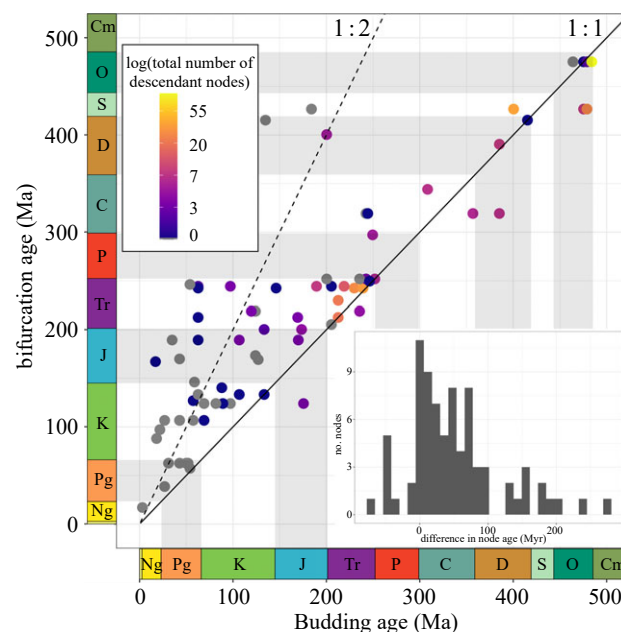 1 : 2
1 : 1
500
400
300
200
100
0
bifurcation age (Ma)
Cm
O
S
D
C
P
Tr
J
K
Pg
Ng
log(total number of
descendant nodes)
55
20
7
3
0
9
6
3
0
no. nodes
0 100 200
difference in node age (Myr)
Ng Pg K J Tr P C D S O Cm
0 100 200 300 400 500
Budding age (Ma)